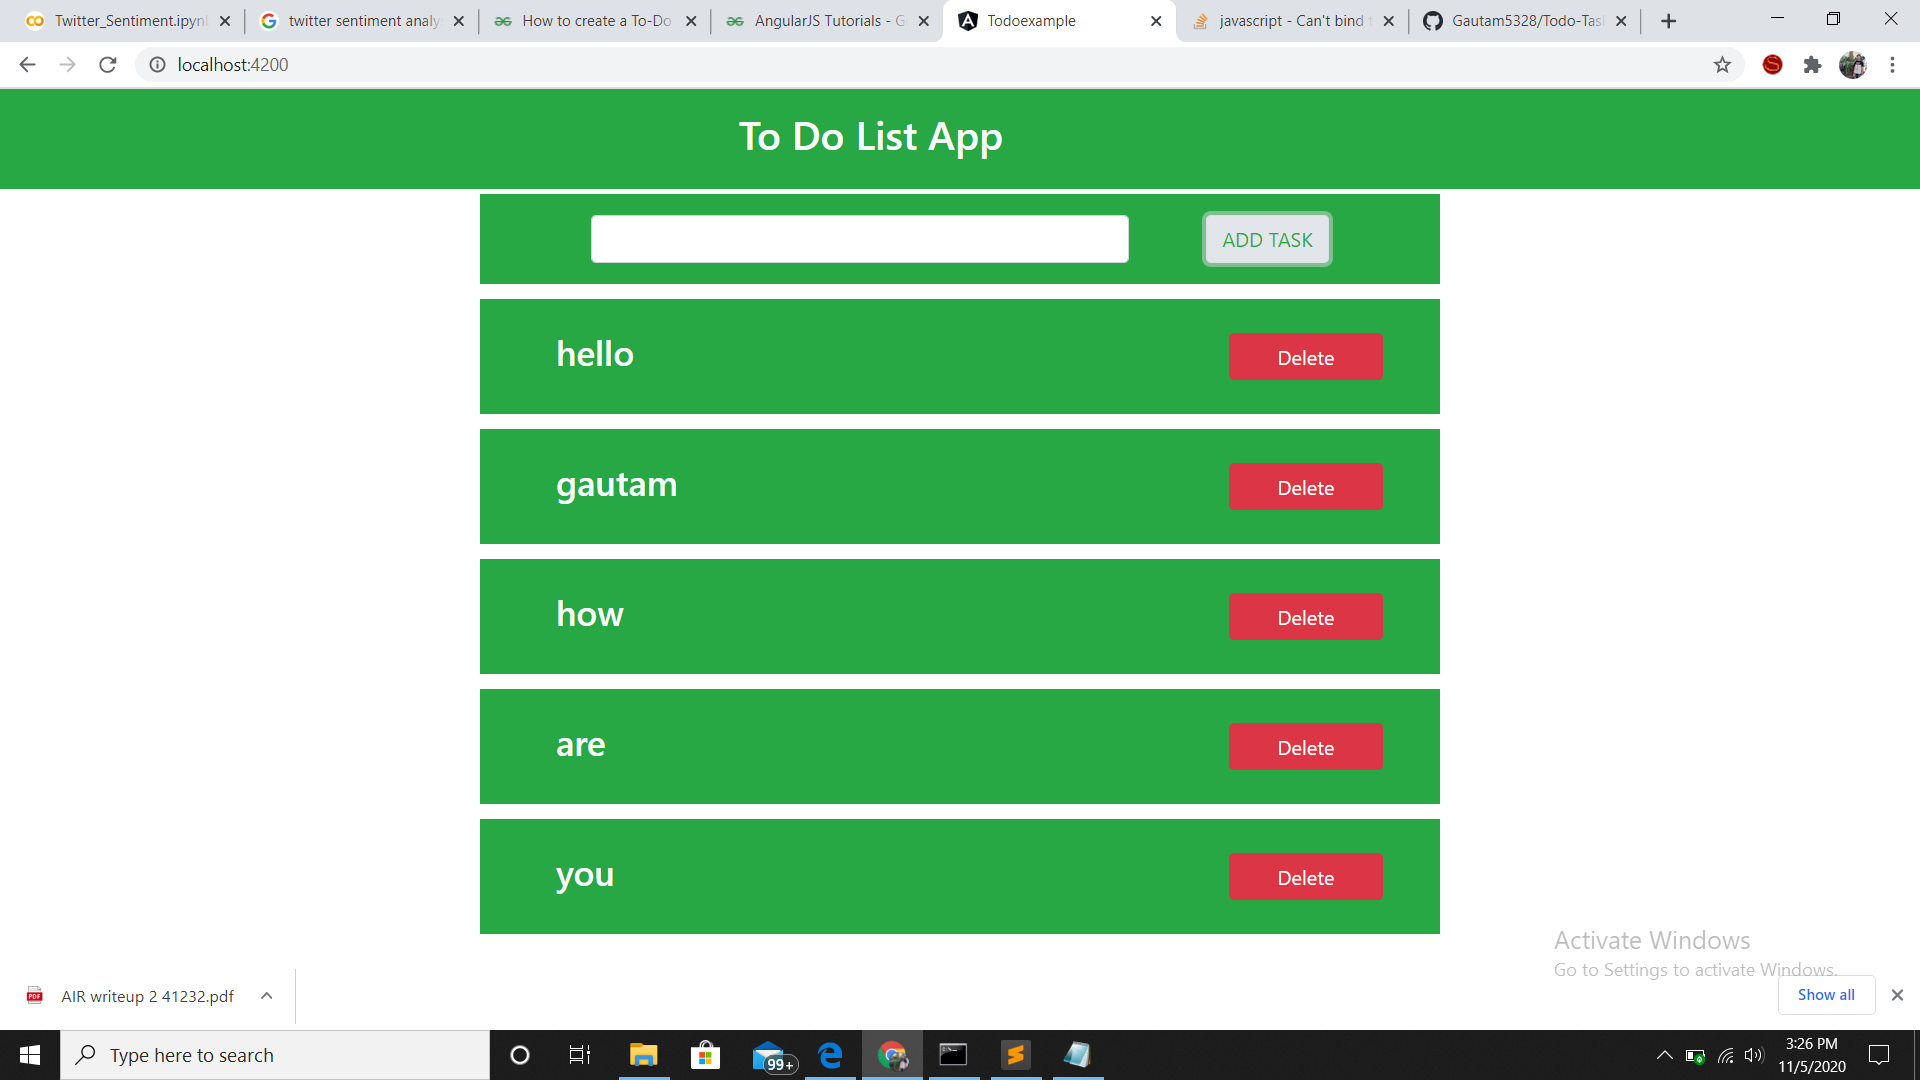 Twitter_Sentiment.ipyn
twitter sentiment analy
How to create a To-Do
AngularJS Tutorials - G
Todoexample
javascript - Can't bind
Gautam5328/Todo-Tas
localhost:4200
To Do List App
ADD TASK
hello
Delete
gautam
Delete
how
Delete
are
Delete
you
Delete
Activate Windows
Go to Settings to activate Windows.
PDF
AIR writeup 2 41232.pdf
Show all
Type here to search
99+
3:26 PM
11/5/2020